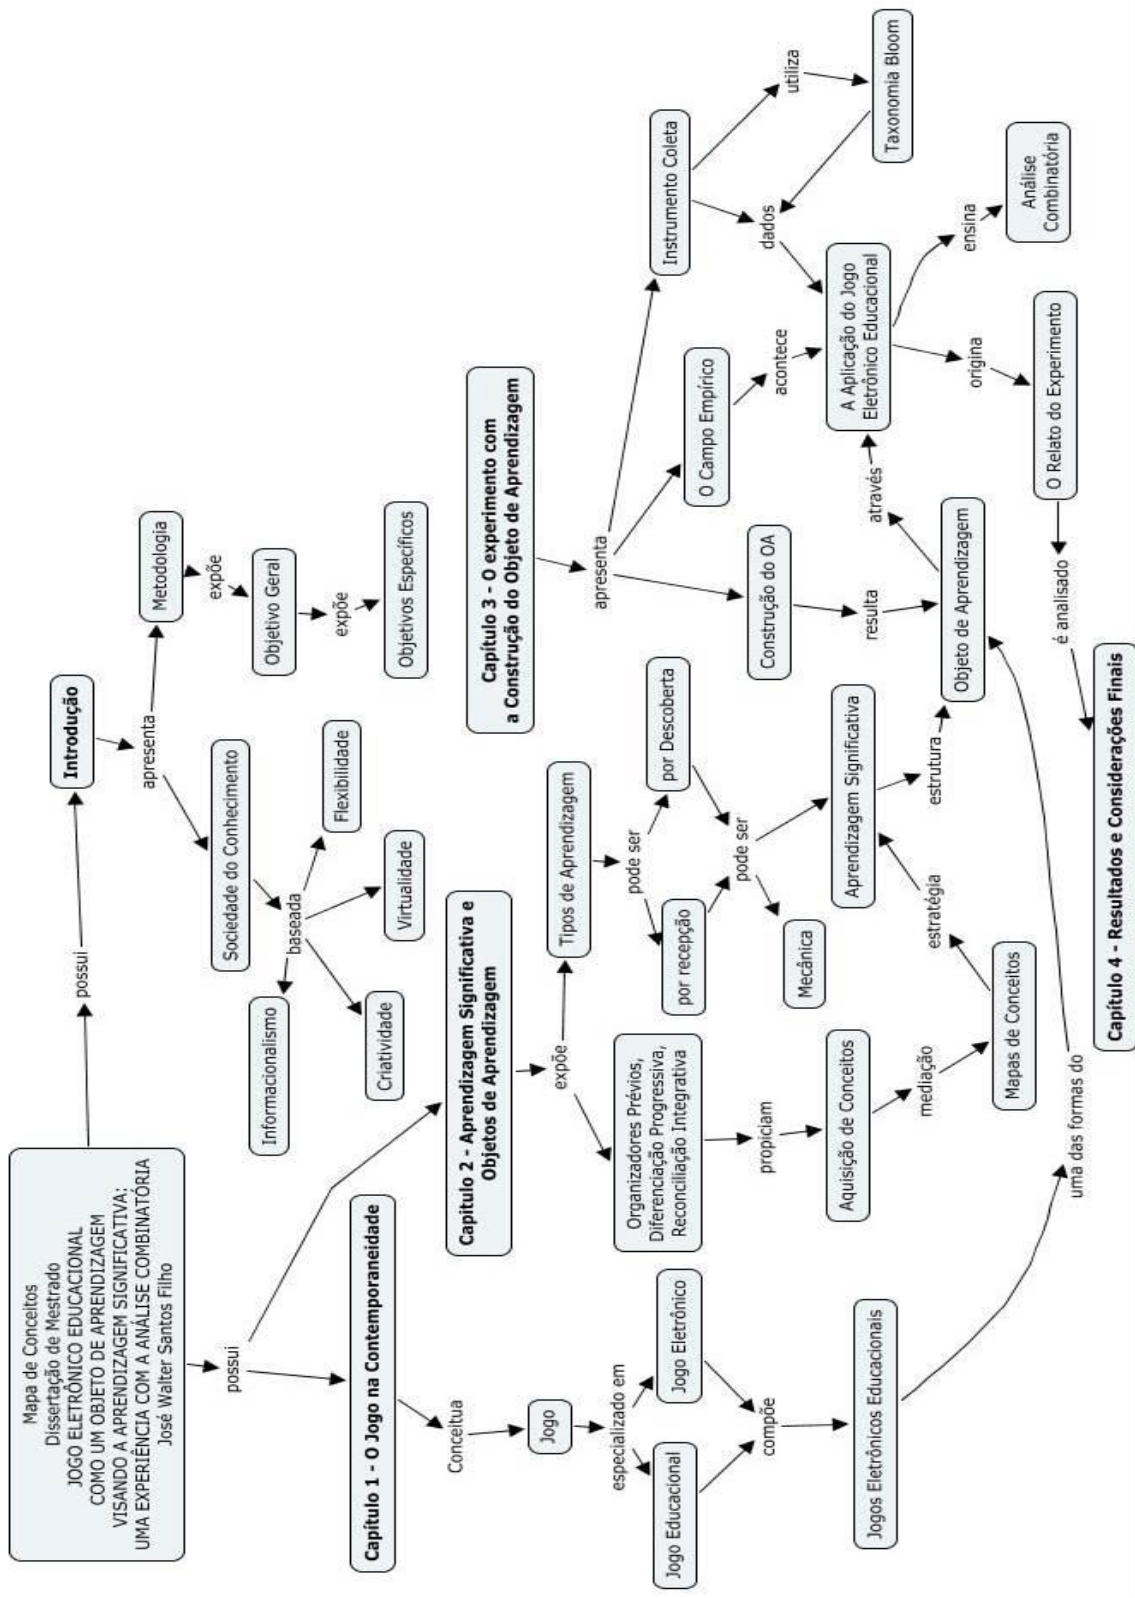 Mapa de Conceitos
Dissertação de Mestrado
JOGO ELETRÔNICO EDUCACIONAL
COMO UM OBJETO DE APRENDIZAGEM
VISANDO A APRENDIZAGEM SIGNIFICATIVA:
UMA EXPERIÊNCIA COM A ANÁLISE COMBINATÓRIA
José Walter Santos Filho
possui
Introdução
apresenta
Metodologia
expõe
Objetivo Geral
expõe
Objetivos Específicos
Sociedade do Conhecimento
baseada
Informacionalismo
Criatividade
Virtualidade
Flexibilidade
possui
Capítulo 1 - O Jogo na Contemporaneidade
Conceitua
Jogo
especializado em
Jogo Educacional
Jogo Eletrônico
compõe
Jogos Eletrônicos Educacionais
uma das formas do
Capitulo 2 - Aprendizagem Significativa e
Objetos de Aprendizagem
expõe
Organizadores Prévios,
Diferenciação Progressiva,
Reconciliação Integrativa
propiciam
Aquisição de Conceitos
mediação
Mapas de Conceitos
estratégia
Tipos de Aprendizagem
pode ser
por recepção
por Descoberta
pode ser
Mecânica
Aprendizagem Significativa
estrutura
Capitulo 3 - O experimento com
a Construção do Objeto de Aprendizagem
apresenta
Construção do OA
resulta
Objeto de Aprendizagem
através
O Campo Empírico
acontece
Instrumento Coleta
dados
utiliza
Taxonomia Bloom
A Aplicação do Jogo
Eletrônico Educacional
ensina
Análise
Combinatória
origina
O Relato do Experimento
é analisado
Capítulo 4 - Resultados e Considerações Finais